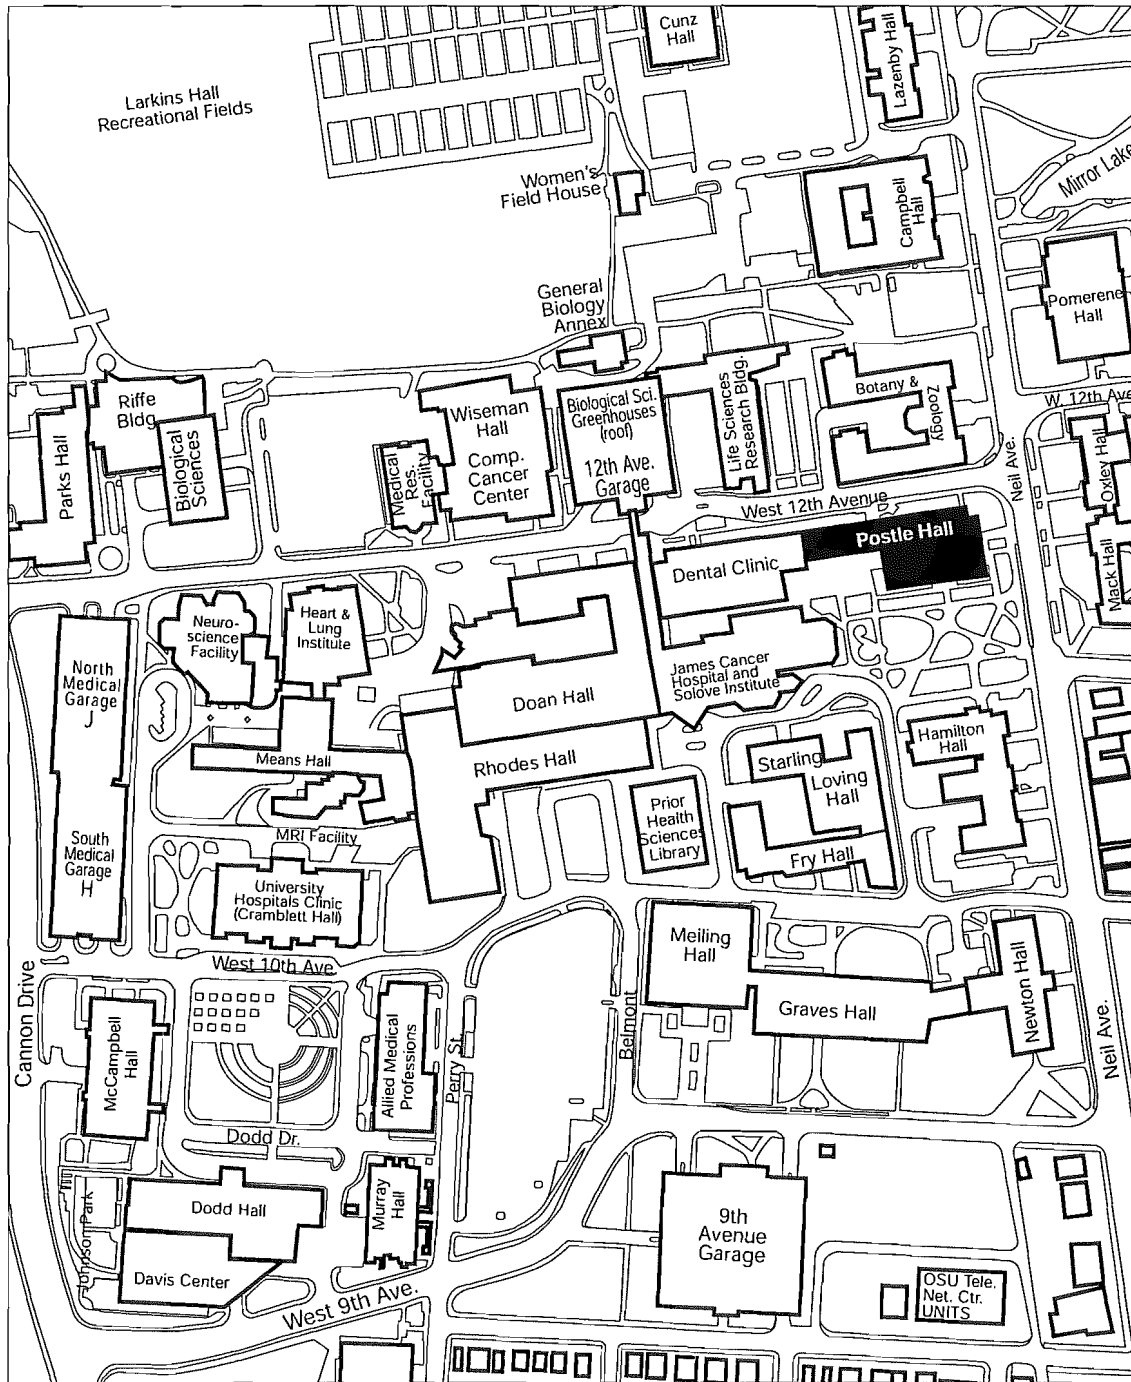 Cunz
Hall
Lazenby Hall
Larkins Hall
Recreational Fields
Women's
Field House
Mirror Lake
Campbell
Hall
General
Biology
Annex
Pomerene
Hall
Riffe
Bldg.
Parks Hall
Biological
Sciences
Wiseman
Hall
Comp.
Cancer
Center
Medical
Res.
Facility
Biological Sci.
Greenhouses
(roof)
12th Ave.
Garage
Life Sciences
Research Bldg.
Botany &
Zoology
W. 12th Ave
Neil Ave.
Oxley Hall
Mack Hall
West 12th Avenue
Postle Hall
Dental Clinic
Neuro-
science
Facility
Heart &
Lung
Institute
North
Medical
Garage
J
James Cancer
Hospital and
Solove Institute
Doan Hall
Rhodes Hall
Means Hall
Hamilton
Hall
Starling
Loving
Hall
Prior
Health
Sciences
Library
Fry Hall
MRI Facility
South
Medical
Garage
H
University
Hospitals Clinic
(Cramblett Hall)
West 10th Ave.
Meiling
Hall
Graves Hall
Newton Hall
Neil Ave.
Cannon Drive
McCampbell
Hall
Allied Medical
Professions
Perry St.
Belmont
Dodd Dr.
Dodd Hall
Murray
Hall
Johnson Park
Davis Center
West 9th Ave.
9th
Avenue
Garage
OSU Tele.
Net. Ctr.
UNITS